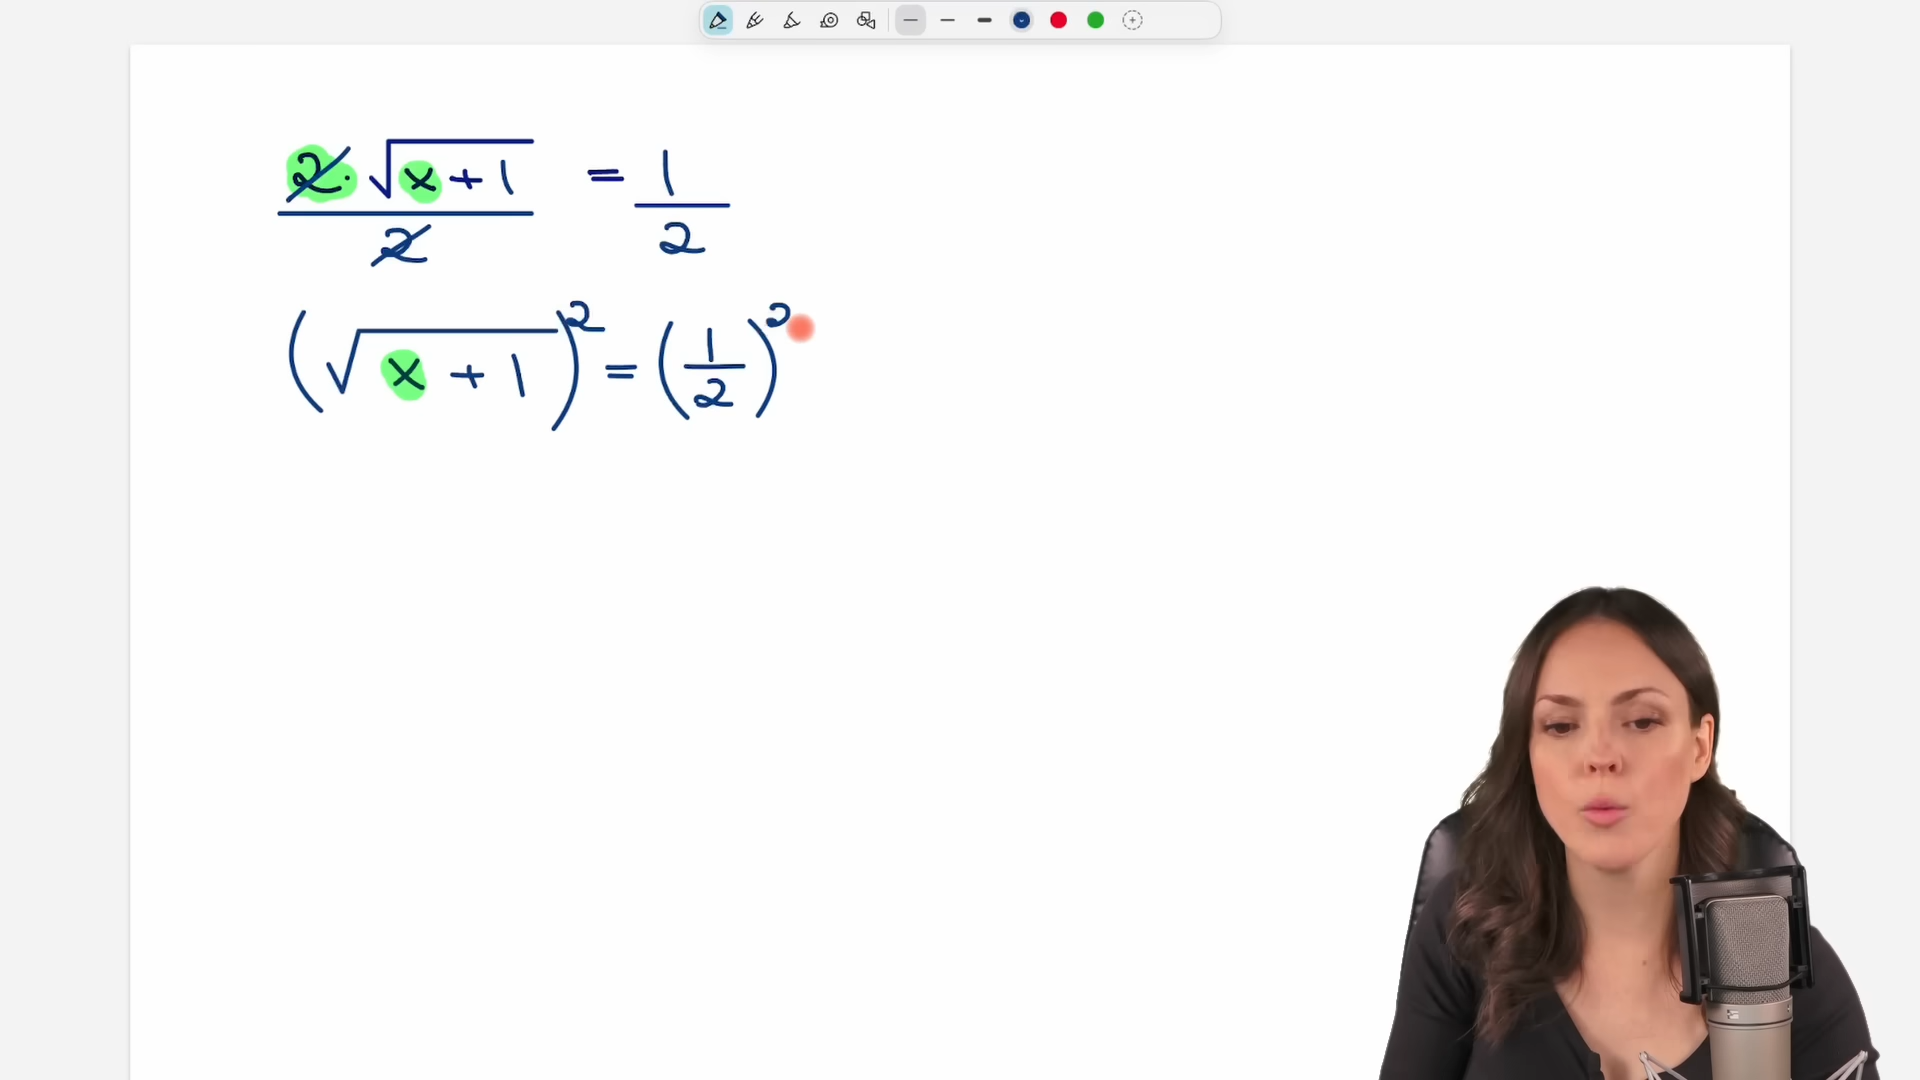 2 · √x + 1 = 1
2 2
(√x + 1)² = (1/2)²